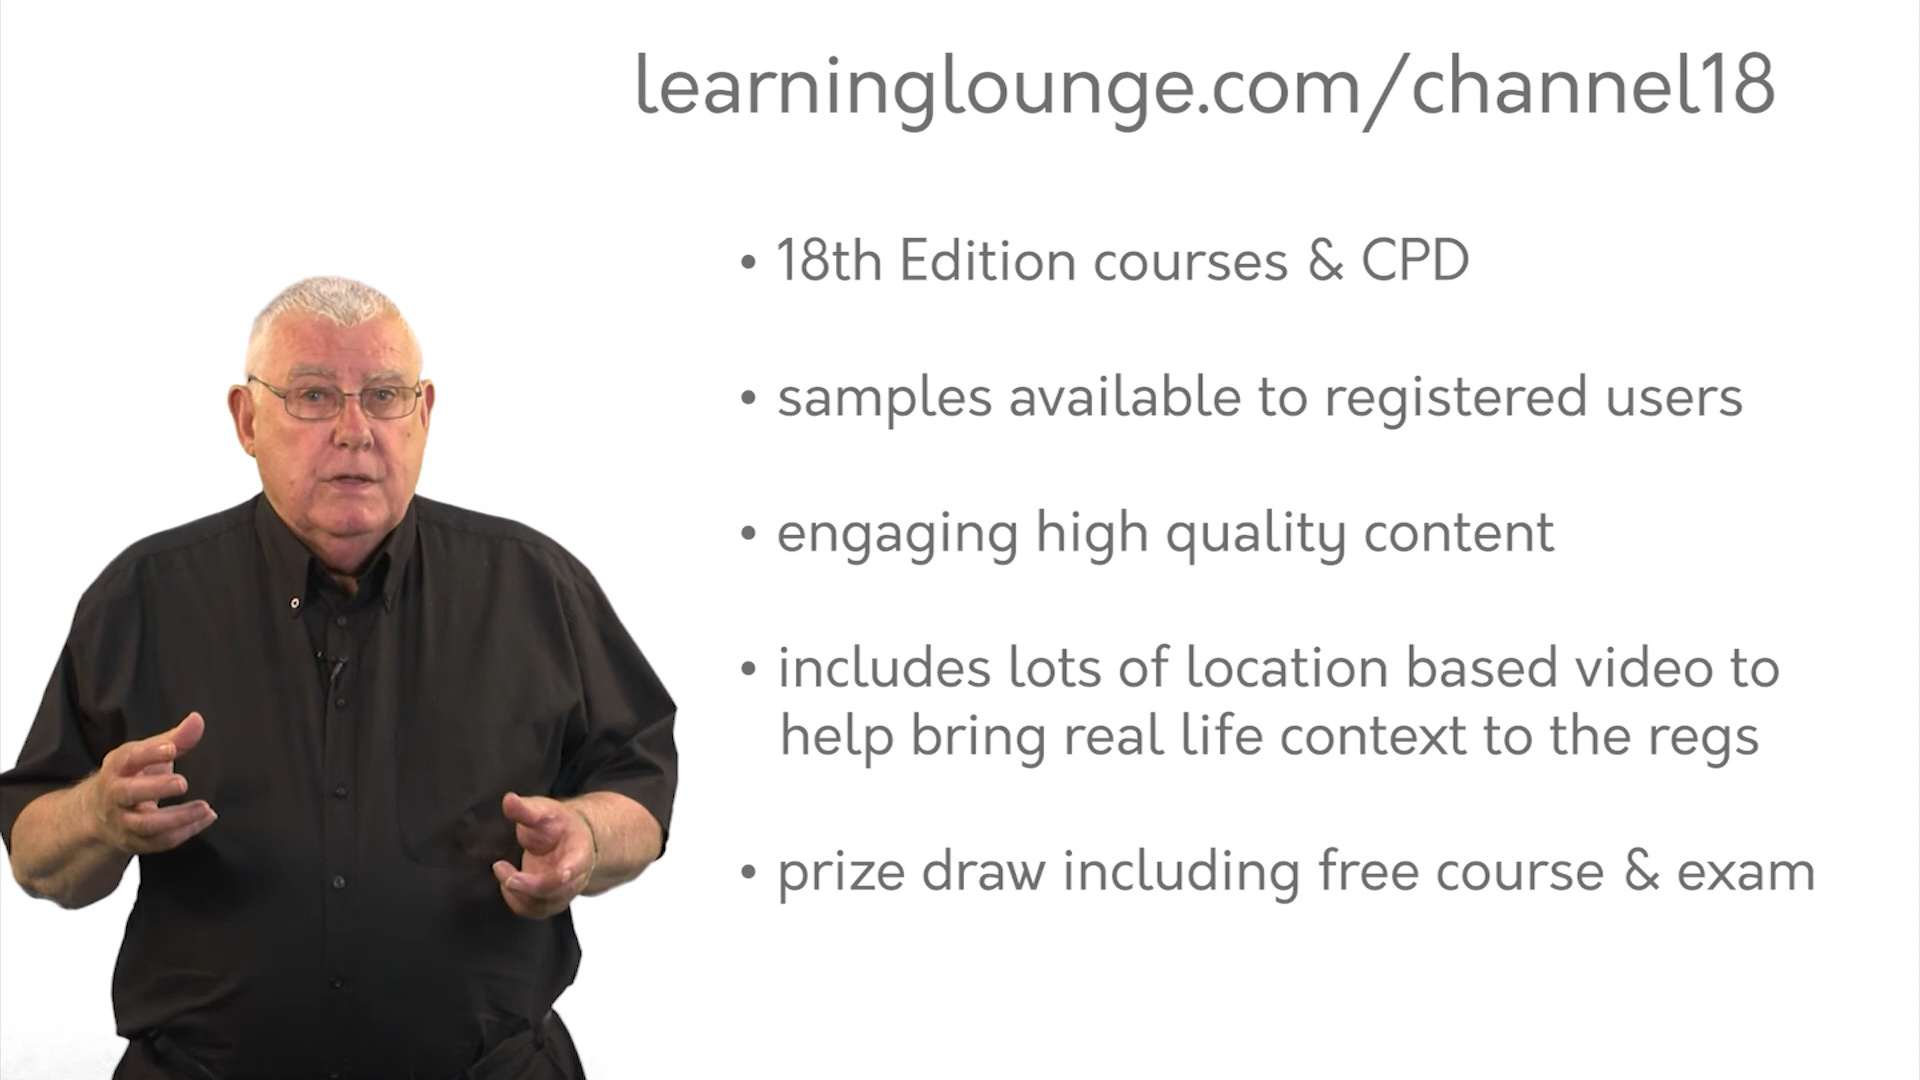 learninglounge.com/channel18
• 18th Edition courses & CPD
• samples available to registered users
• engaging high quality content
• includes lots of location based video to
help bring real life context to the regs
• prize draw including free course & exam